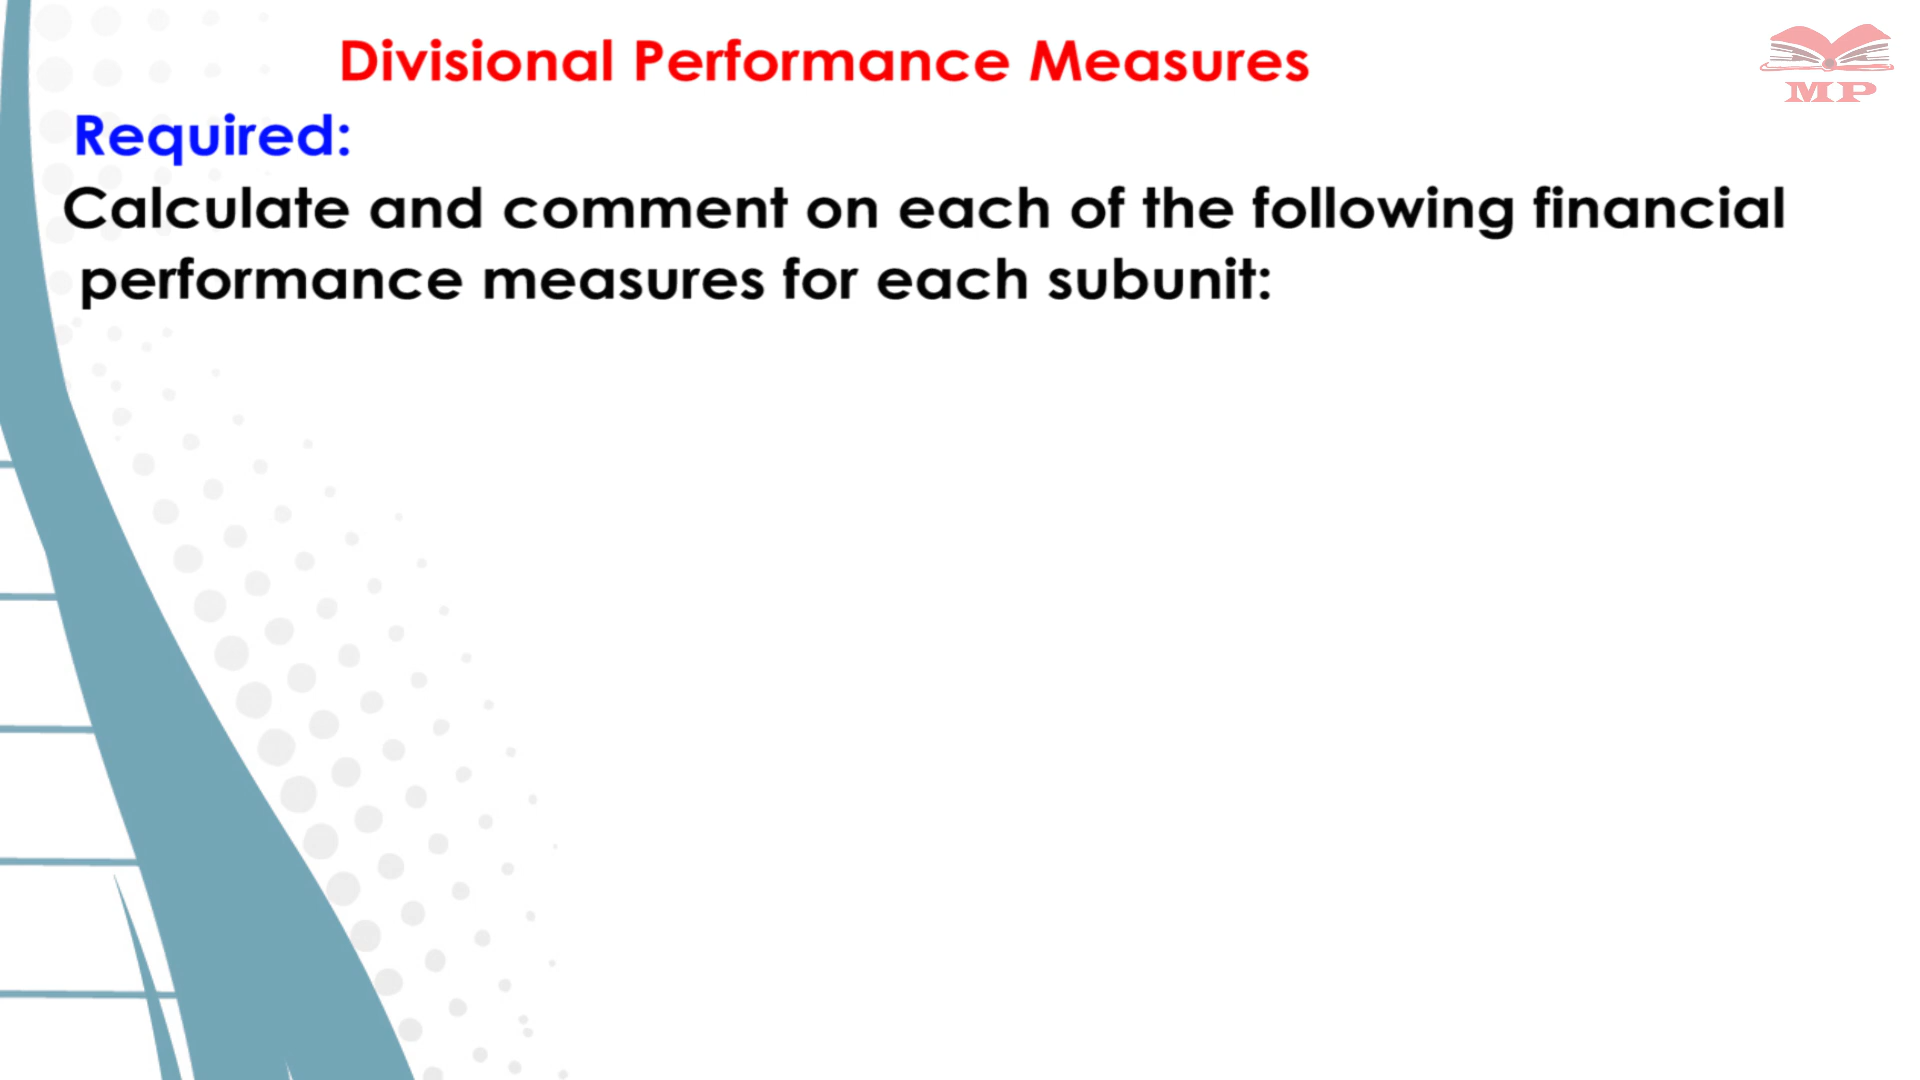 Divisional Performance Measures
MP
Required:
Calculate and comment on each of the following financial
performance measures for each subunit: